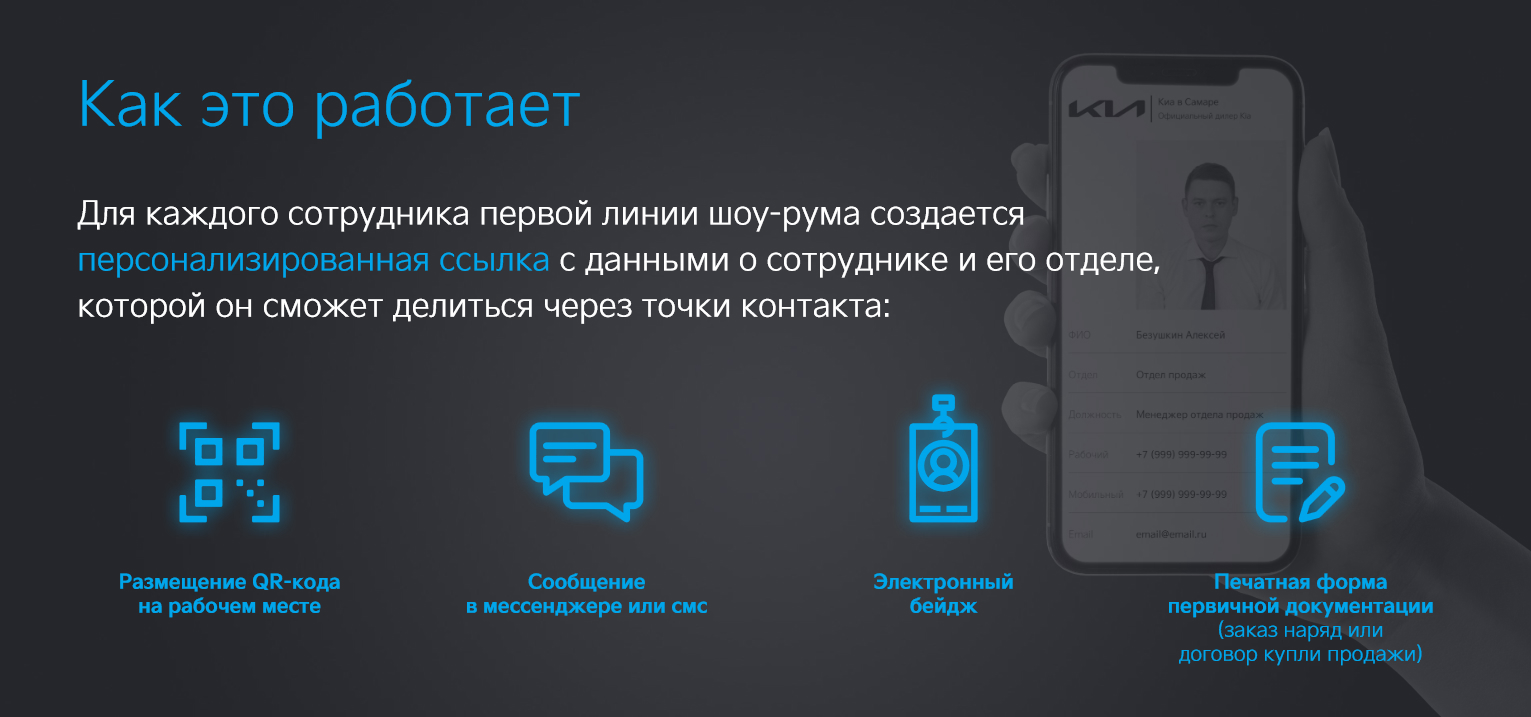 Как это работает
Для каждого сотрудника первой линии шоу-рума создается
персонализированная ссылка с данными о сотруднике и его отделе,
которой он сможет делиться через точки контакта:
Размещение QR-кода
на рабочем месте
Сообщение
в мессенджере или смс
Электронный
бейдж
Печатная форма
первичной документации
(заказ наряд или
договор купли продажи)
KIA
Киа в Самаре
Официальный дилер Kia
ФИО Безушкин Алексей
Отдел Отдел продаж
Должность Менеджер отдела продаж
Рабочий +7 (999) 999-99-99
Мобильный +7 (999) 999-99-99
Email email@email.ru